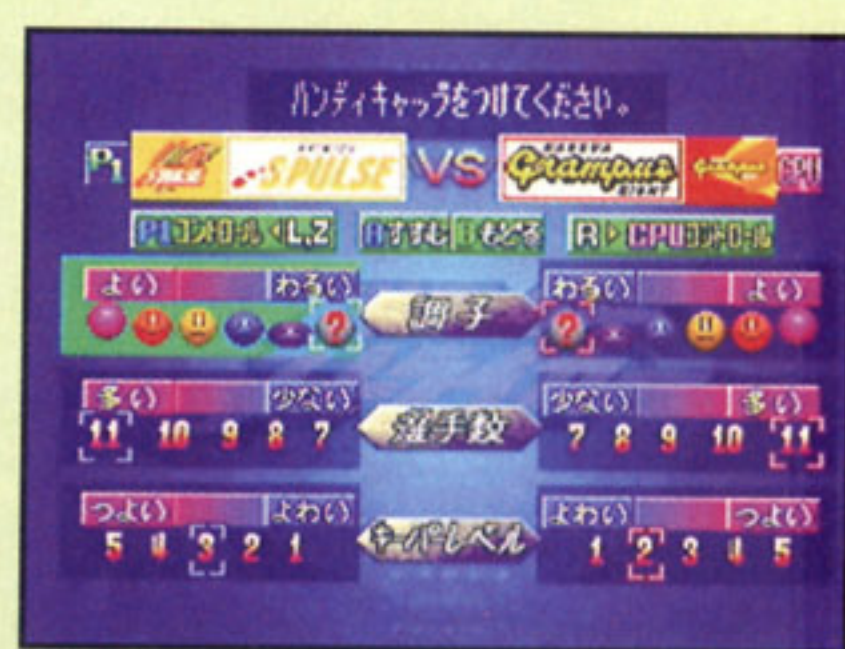 ハンディキャップをつけてください。
P1 S-PULSE VS Grampus EIGHT CPU
P1コントロール ◀L,Z Aすすむ Bもどる R▶CPUコントロール
よい わるい 調子 わるい よい
? ?
多い 少ない 選手数 少ない 多い
11 10 9 8 7 7 8 9 10 11
つよい よわい キーパーレベル よわい つよい
5 4 3 2 1 1 2 3 4 5